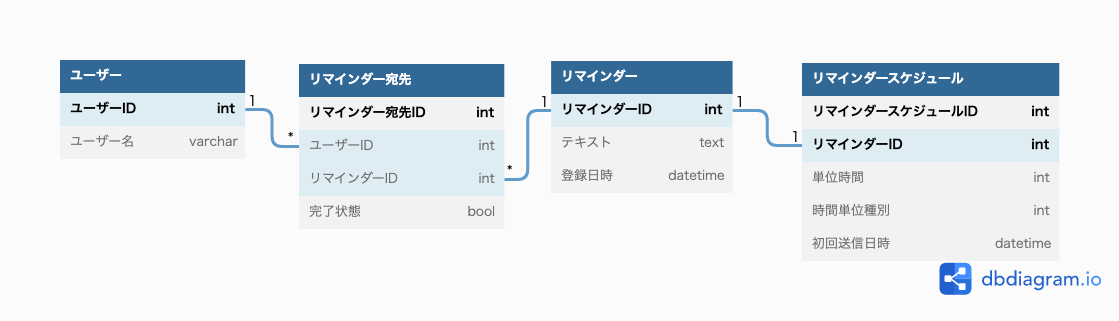 ユーザー
ユーザーID int
ユーザー名 varchar
1
*
リマインダー宛先
リマインダー宛先ID int
ユーザーID int
リマインダーID int
完了状態 bool
*
1
リマインダー
リマインダーID int
テキスト text
登録日時 datetime
1
1
リマインダースケジュール
リマインダースケジュールID int
リマインダーID int
単位時間 int
時間単位種別 int
初回送信日時 datetime
dbdiagram.io